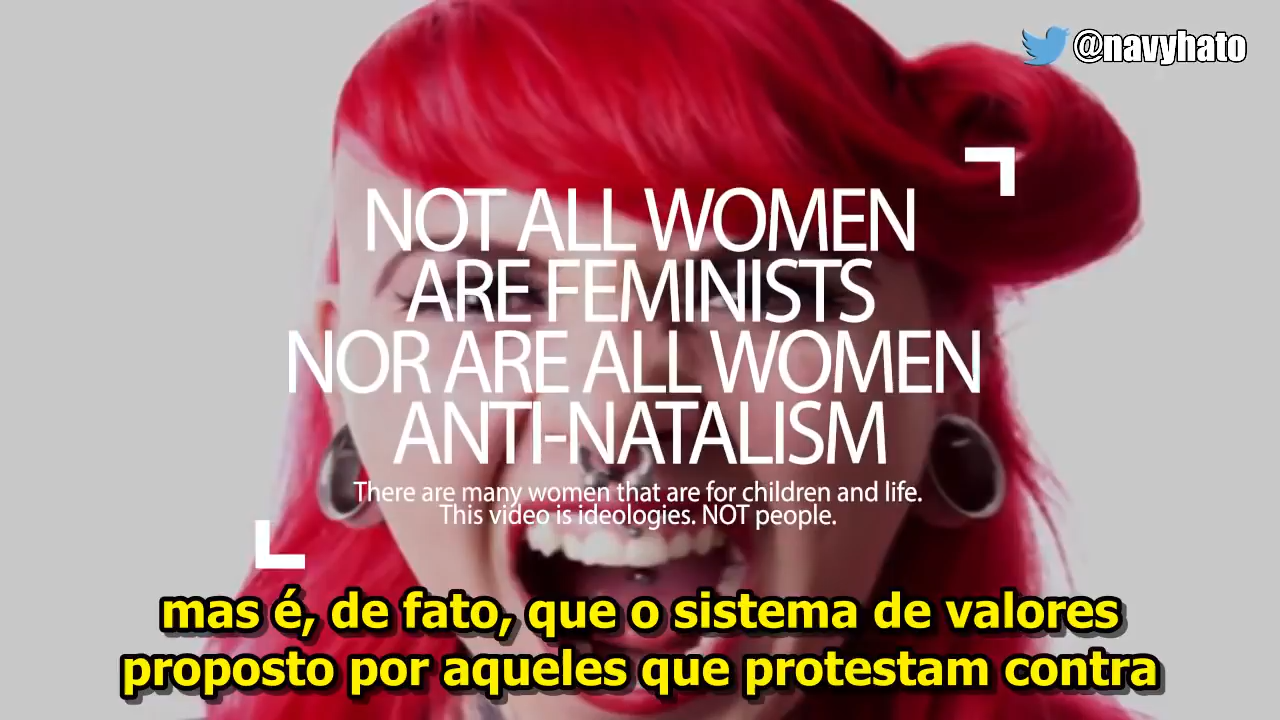 @navyhato
NOT ALL WOMEN
ARE FEMINISTS
NOR ARE ALL WOMEN
ANTI-NATALISM
There are many women that are for children and life.
This video is ideologies. NOT people.
mas é, de fato, que o sistema de valores
proposto por aqueles que protestam contra